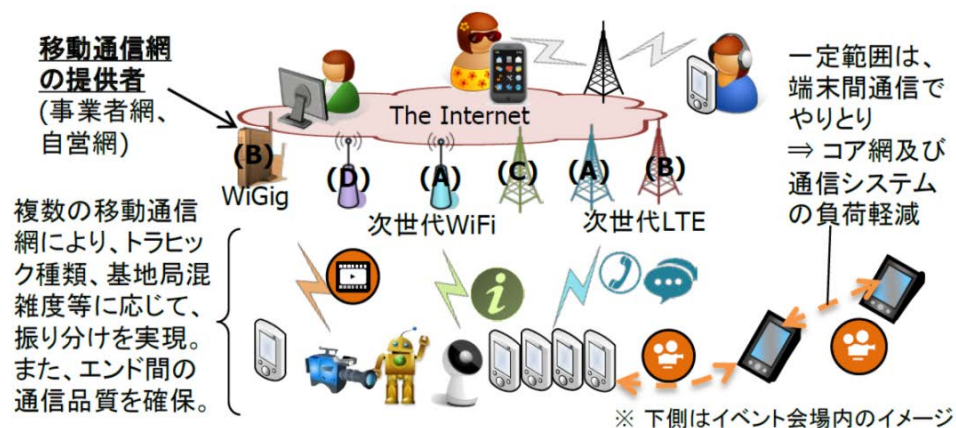 移動通信網
の提供者
(事業者網、
自営網)
The Internet
一定範囲は、
端末間通信で
やりとり
⇒ コア網及び
通信システム
の負荷軽減
(B)
(D)
(A)
(C)
(A)
(B)
WiGig
次世代WiFi
次世代LTE
複数の移動通信
網により、トラヒッ
ク種類、基地局混
雑度等に応じて、
振り分けを実現。
また、エンド間の
通信品質を確保。
i
※ 下側はイベント会場内のイメージ